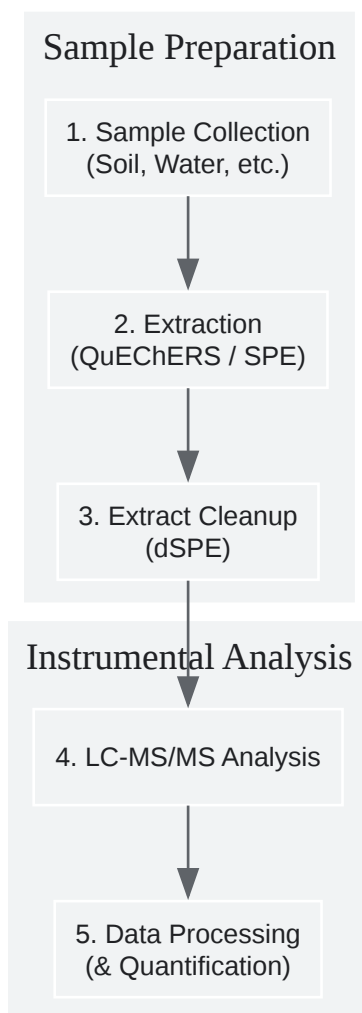 Sample Preparation
1. Sample Collection
(Soil, Water, etc.)
2. Extraction
(QuEChERS / SPE)
3. Extract Cleanup
(dSPE)
Instrumental Analysis
4. LC-MS/MS Analysis
5. Data Processing
(& Quantification)